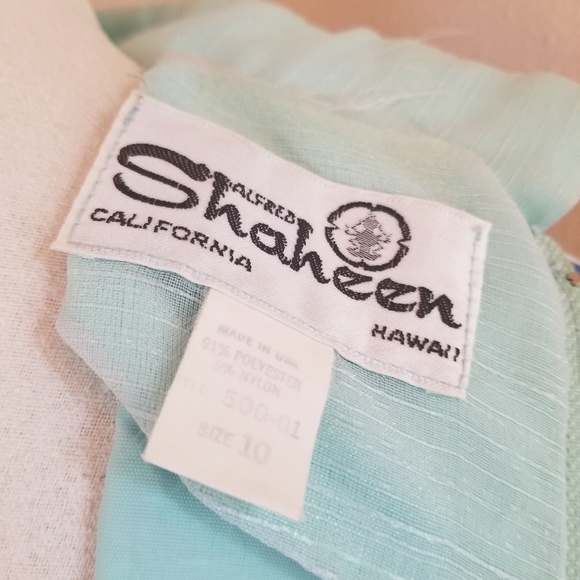 ALFRED
Shaheen
CALIFORNIA
HAWAII
MADE IN USA
91% POLYESTER
9% NYLON
500-01
SIZE 10